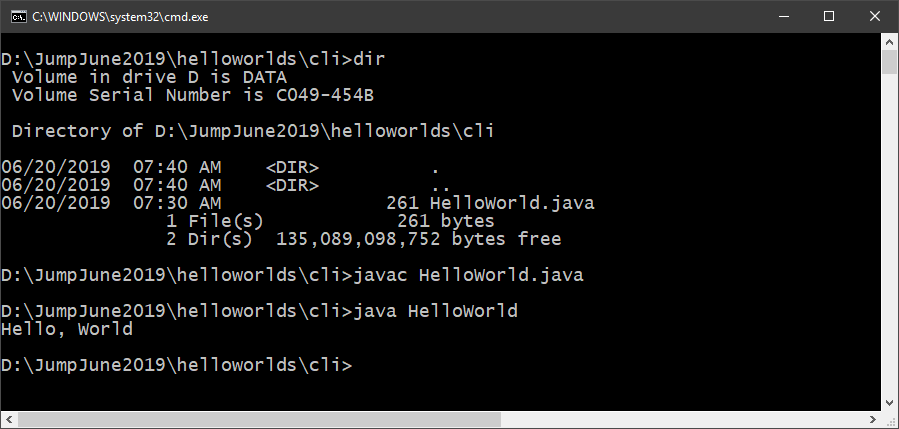 C:\WINDOWS\system32\cmd.exe
D:\JumpJune2019\helloworlds\cli>dir
 Volume in drive D is DATA
 Volume Serial Number is C049-454B
 Directory of D:\JumpJune2019\helloworlds\cli
06/20/2019  07:40 AM    <DIR>          .
06/20/2019  07:40 AM    <DIR>          ..
06/20/2019  07:30 AM               261 HelloWorld.java
               1 File(s)            261 bytes
               2 Dir(s)  135,089,098,752 bytes free
D:\JumpJune2019\helloworlds\cli>javac HelloWorld.java
D:\JumpJune2019\helloworlds\cli>java HelloWorld
Hello, World
D:\JumpJune2019\helloworlds\cli>